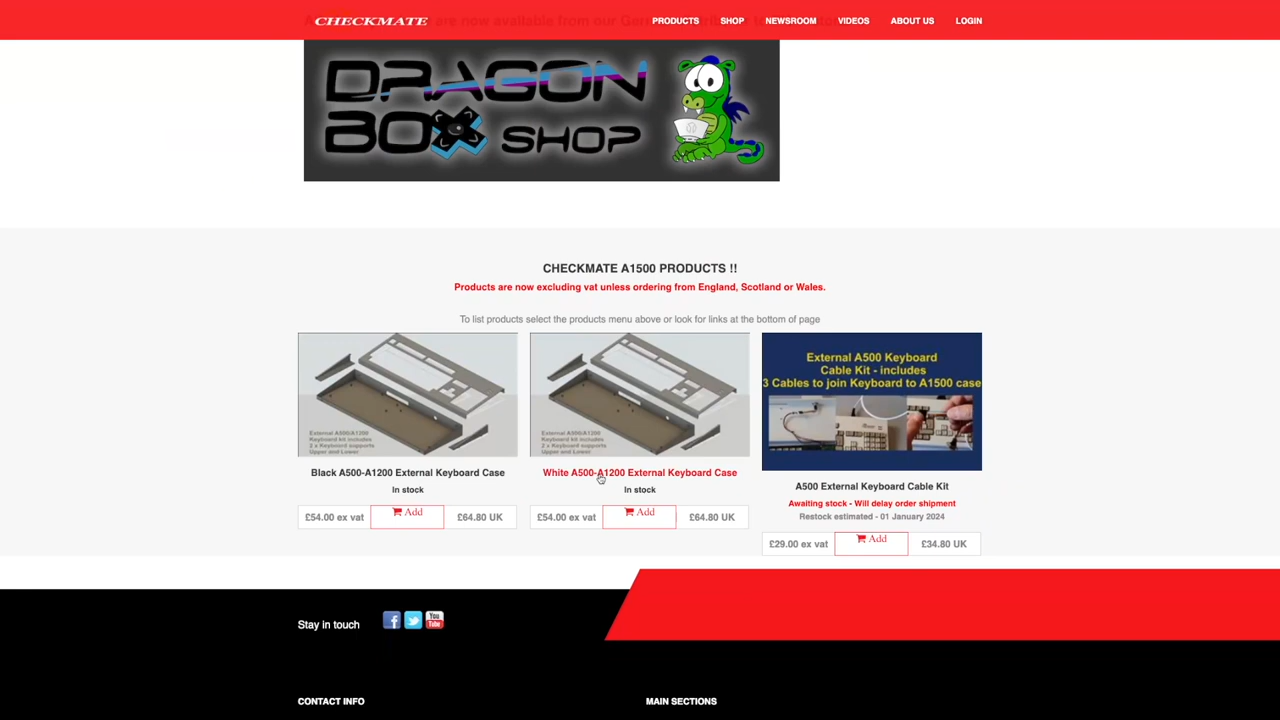 CHECKMATE
are now available from our
PRODUCTS
SHOP
NEWSROOM
VIDEOS
ABOUT US
LOGIN
DRAGON
BOX SHOP
CHECKMATE A1500 PRODUCTS !!
Products are now excluding vat unless ordering from England, Scotland or Wales.
To list products select the products menu above or look for links at the bottom of page
External A500/A1200
Keyboard kit includes
2 x Keyboard supports
Upper and Lower
Black A500-A1200 External Keyboard Case
In stock
£54.00 ex vat
Add
£64.80 UK
External A500/A1200
Keyboard kit includes
2 x Keyboard supports
Upper and Lower
White A500-A1200 External Keyboard Case
In stock
£54.00 ex vat
Add
£64.80 UK
External A500 Keyboard
Cable Kit - includes
3 Cables to join Keyboard to A1500 case
A500 External Keyboard Cable Kit
Awaiting stock - Will delay order shipment
Restock estimated - 01 January 2024
£29.00 ex vat
Add
£34.80 UK
Stay in touch
You
Tube
CONTACT INFO
MAIN SECTIONS